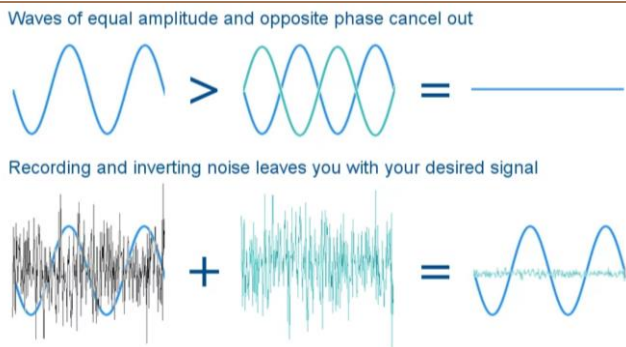 Waves of equal amplitude and opposite phase cancel out
> =
Recording and inverting noise leaves you with your desired signal
+ =